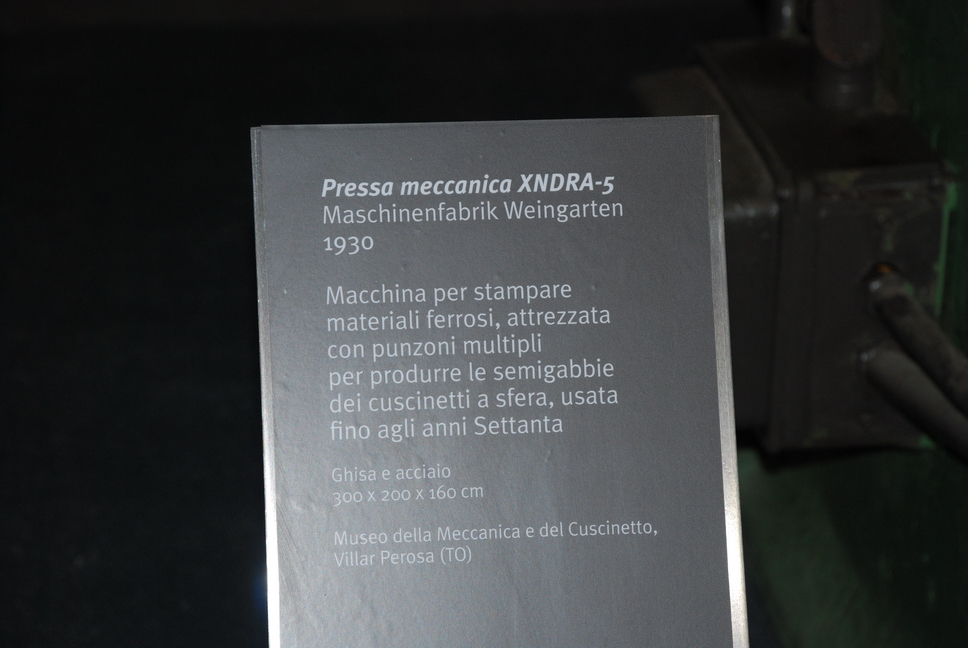 Pressa meccanica XNDRA-5
Maschinenfabrik Weingarten
1930
Macchina per stampare
materiali ferrosi, attrezzata
con punzoni multipli
per produrre le semigabbie
dei cuscinetti a sfera, usata
fino agli anni Settanta
Ghisa e acciaio
300 x 200 x 160 cm
Museo della Meccanica e del Cuscinetto,
Villar Perosa (TO)